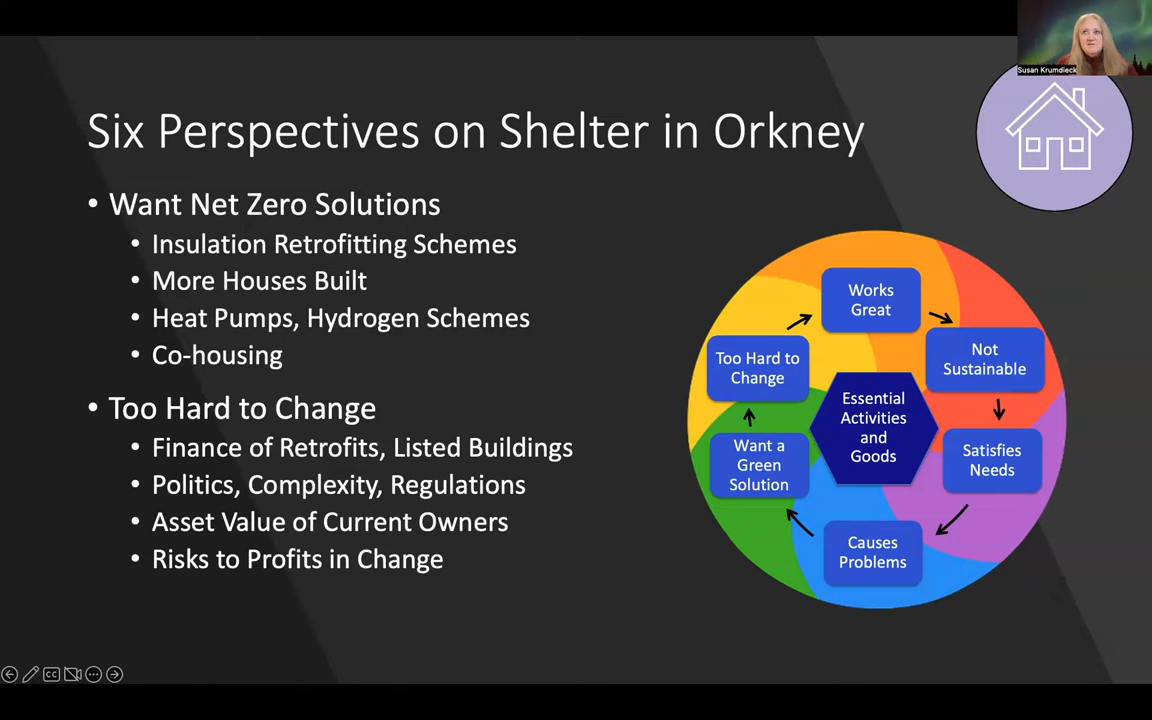 Susan Krumdieck
Six Perspectives on Shelter in Orkney
• Want Net Zero Solutions
• Insulation Retrofitting Schemes
• More Houses Built
• Heat Pumps, Hydrogen Schemes
• Co-housing
• Too Hard to Change
• Finance of Retrofits, Listed Buildings
• Politics, Complexity, Regulations
• Asset Value of Current Owners
• Risks to Profits in Change
Works
Great
Not
Sustainable
Satisfies
Needs
Causes
Problems
Want a
Green
Solution
Too Hard to
Change
Essential
Activities
and
Goods
CC